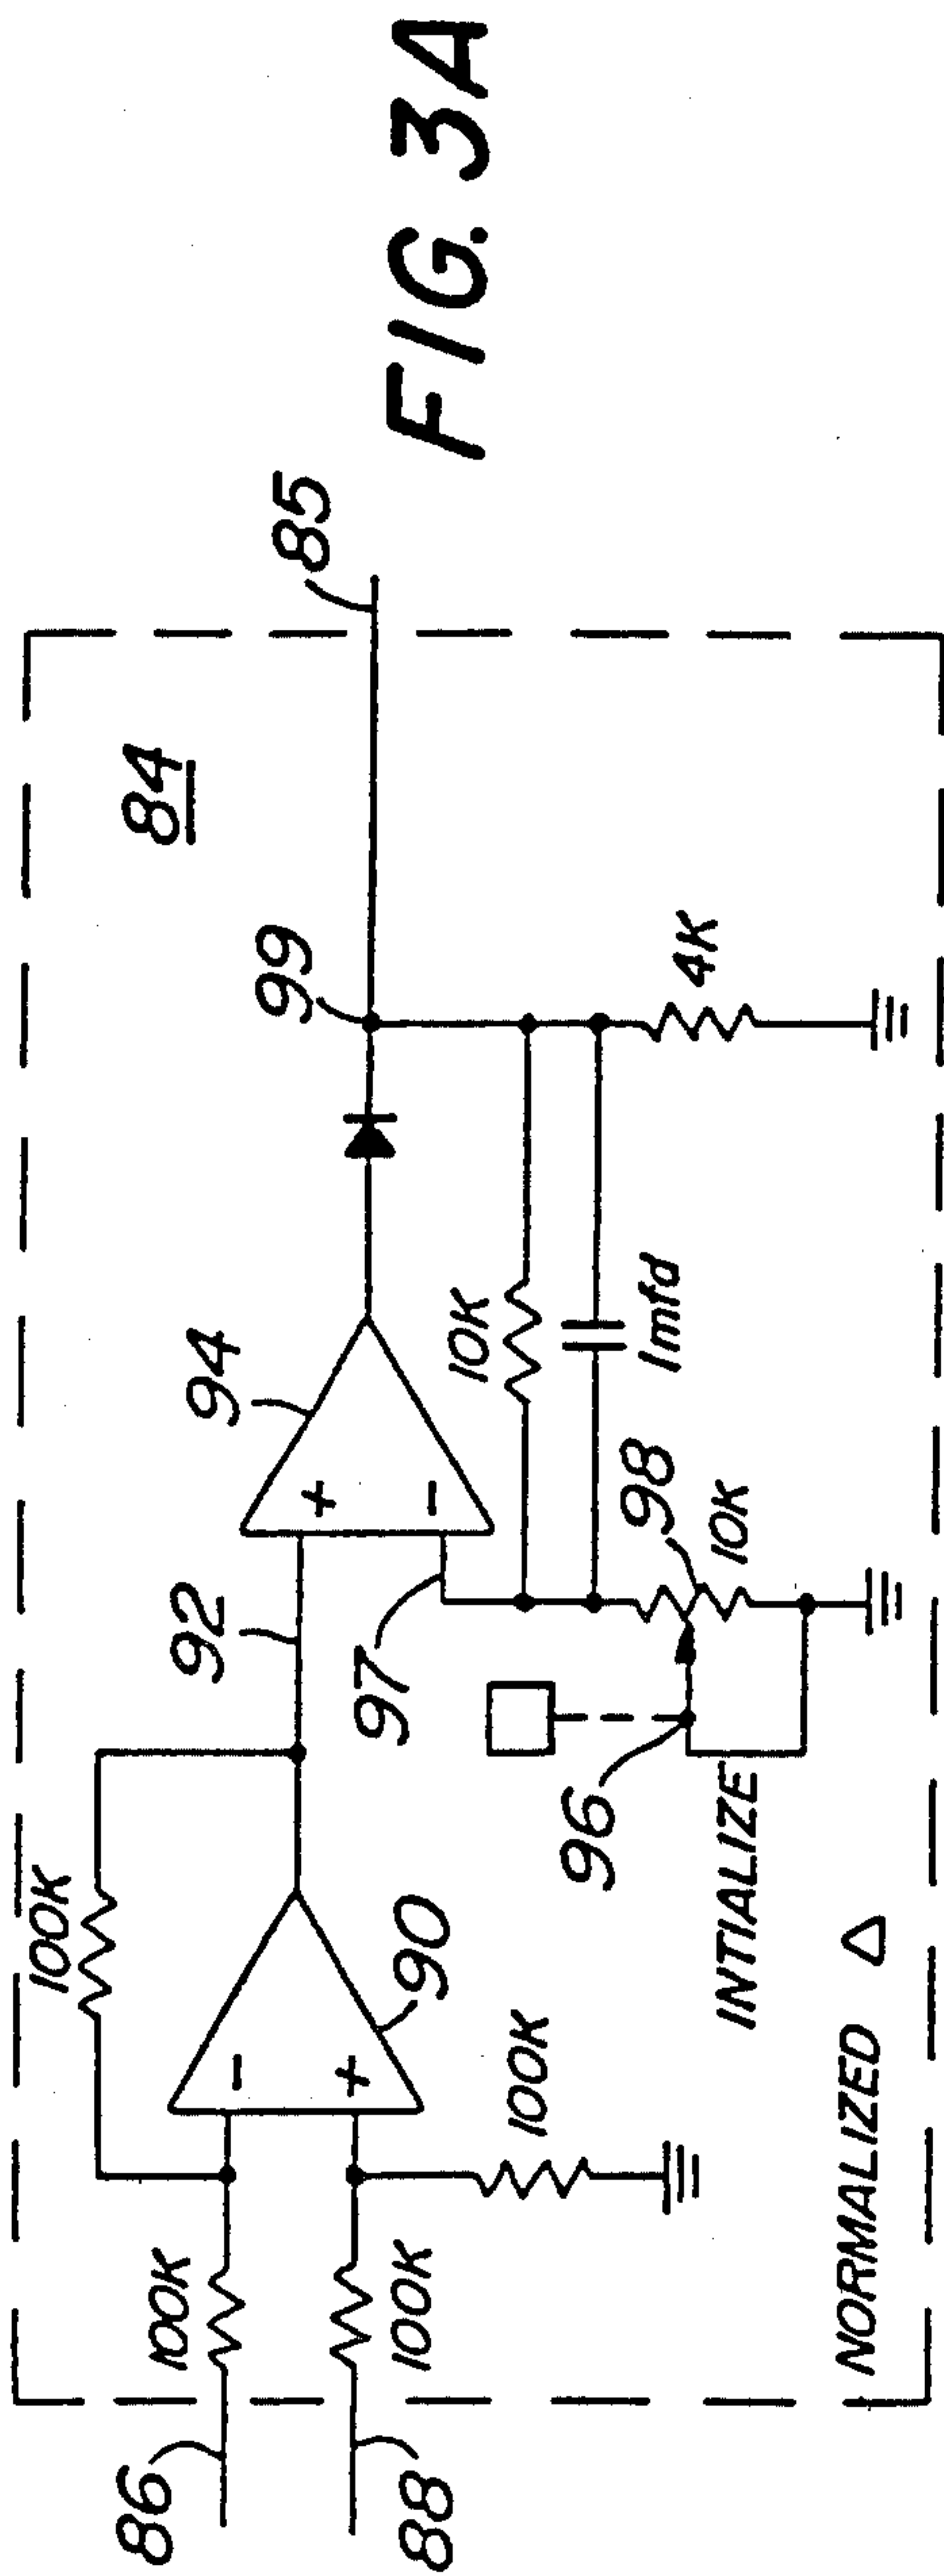 84
85
FIG. 3A
100K
92
94
99
86
100K
-
+
+
-
88
100K
90
100K
97
10K
1mfd
4K
96
98
10K
INTIALIZE
NORMALIZED Δ